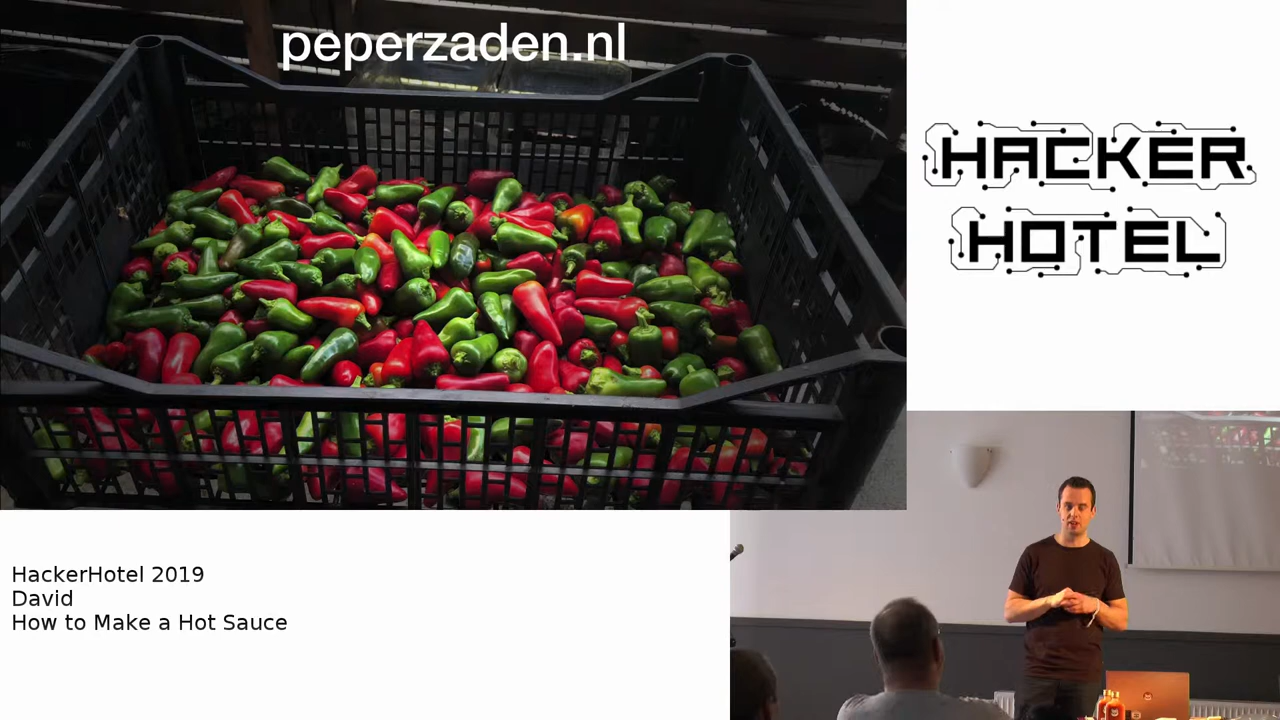 peperzaden.nl
HACKER
HOTEL
HackerHotel 2019
David
How to Make a Hot Sauce